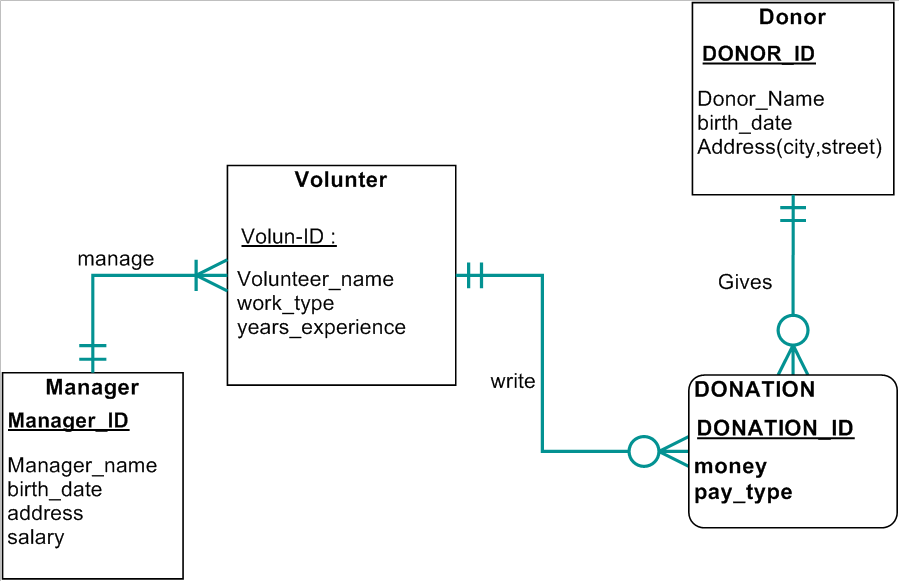 Donor
DONOR_ID
Donor_Name
birth_date
Address(city,street)
Volunter
Volun-ID :
Volunteer_name
work_type
years_experience
manage
Gives
write
Manager
Manager_ID
Manager_name
birth_date
address
salary
DONATION
DONATION_ID
money
pay_type